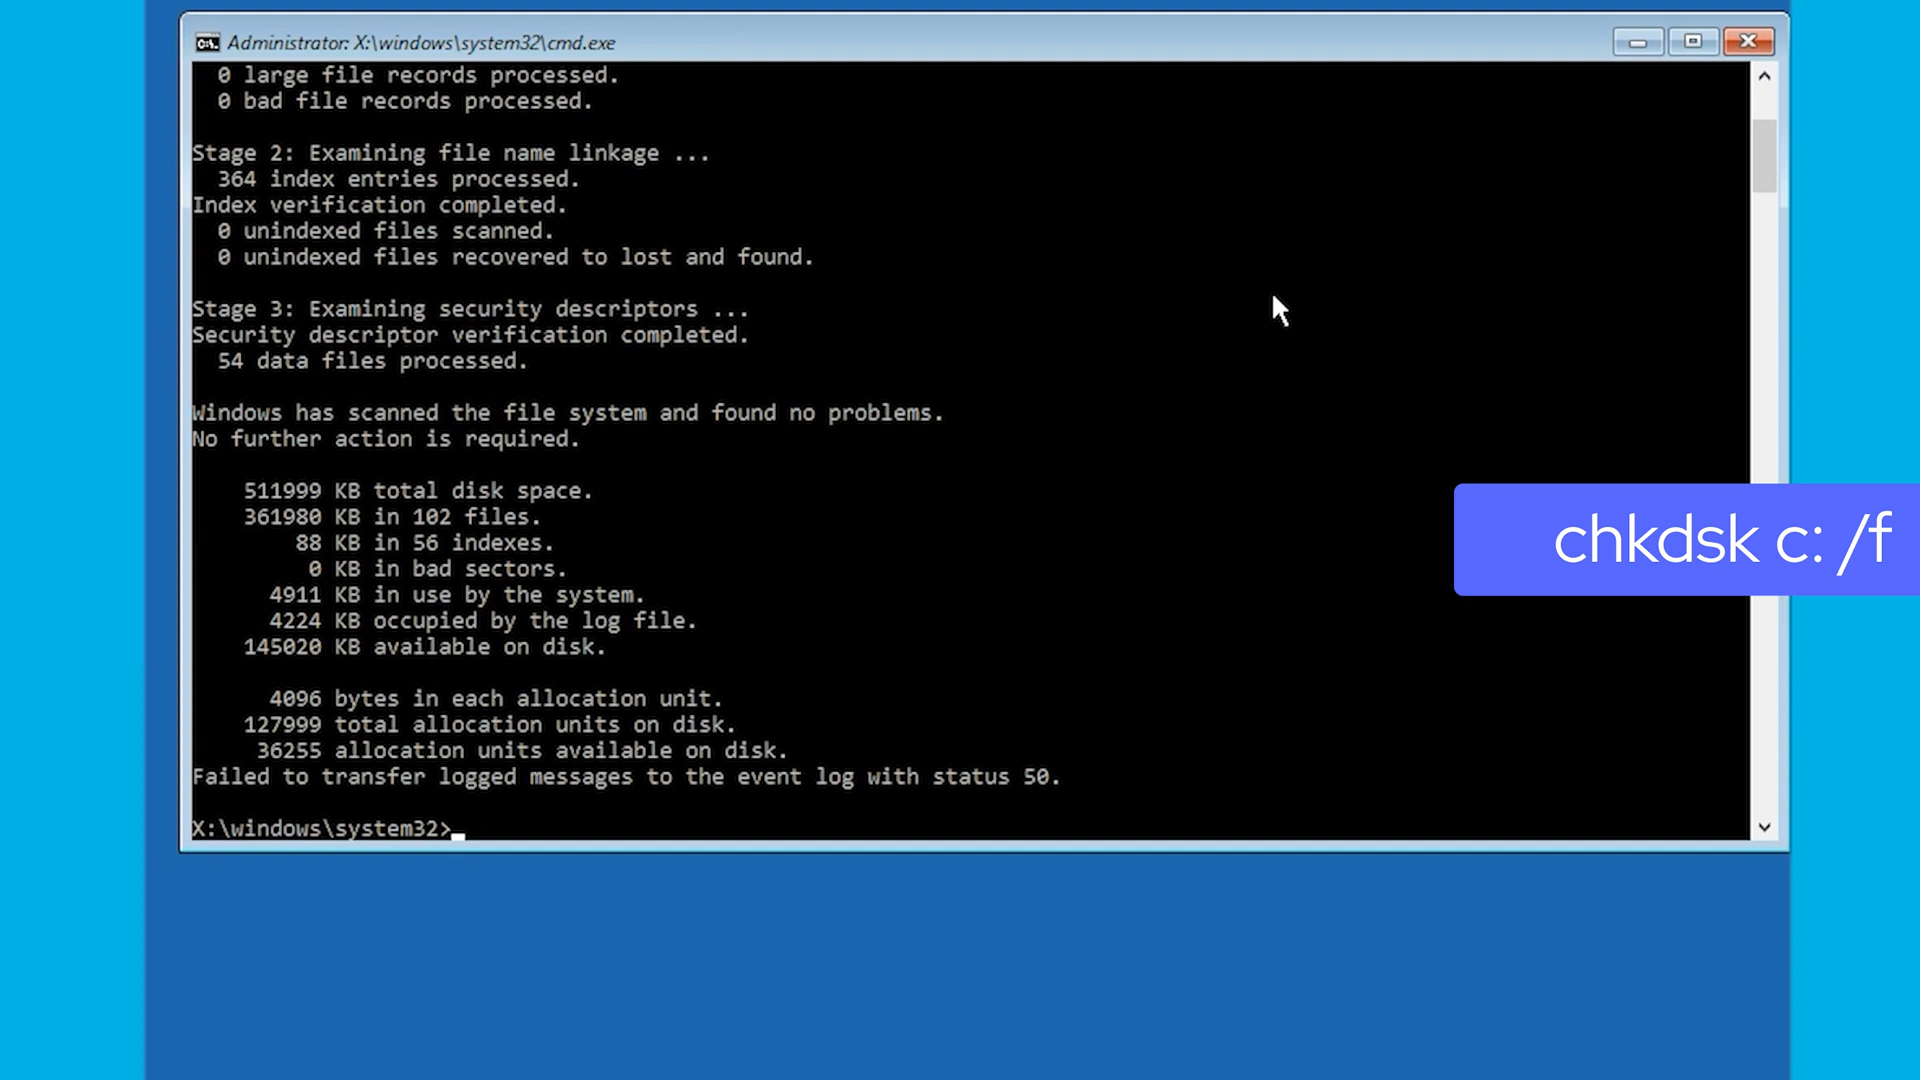 Administrator: X:\windows\system32\cmd.exe
0 large file records processed.
0 bad file records processed.
Stage 2: Examining file name linkage ...
364 index entries processed.
Index verification completed.
0 unindexed files scanned.
0 unindexed files recovered to lost and found.
Stage 3: Examining security descriptors ...
Security descriptor verification completed.
54 data files processed.
Windows has scanned the file system and found no problems.
No further action is required.
511999 KB total disk space.
361980 KB in 102 files.
88 KB in 56 indexes.
0 KB in bad sectors.
4911 KB in use by the system.
4224 KB occupied by the log file.
145020 KB available on disk.
4096 bytes in each allocation unit.
127999 total allocation units on disk.
36255 allocation units available on disk.
Failed to transfer logged messages to the event log with status 50.
X:\windows\system32>
chkdsk c: /f